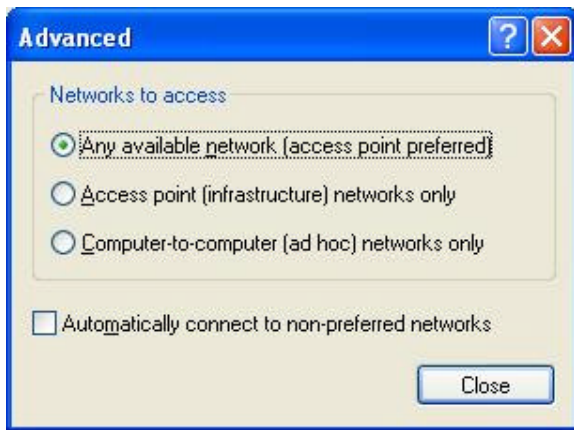 Advanced
?
Networks to access
Any available network (access point preferred)
Access point (infrastructure) networks only
Computer-to-computer (ad hoc) networks only
Automatically connect to non-preferred networks
Close